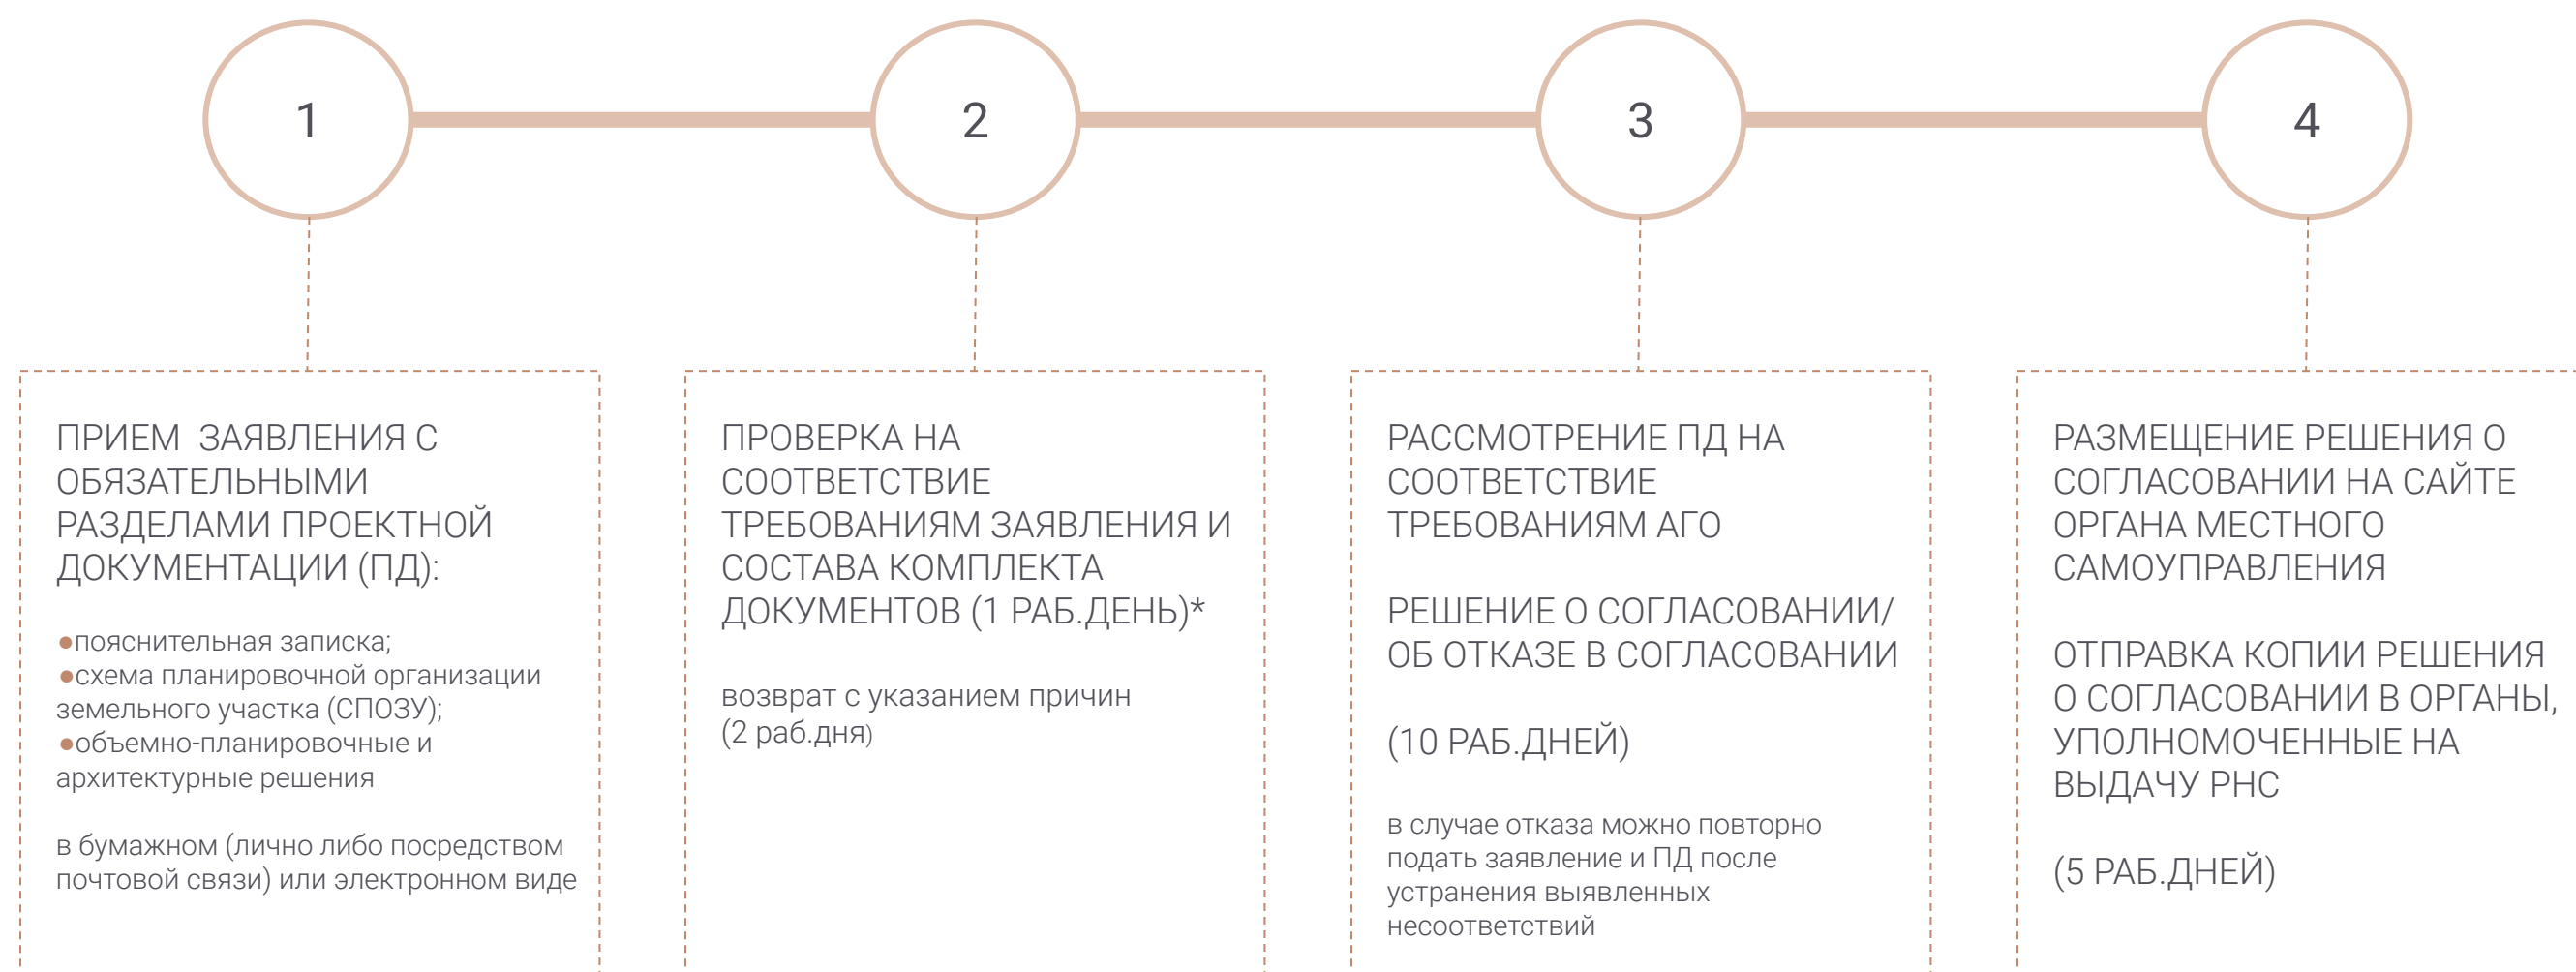 1
2
3
4
ПРИЕМ  ЗАЯВЛЕНИЯ С
ОБЯЗАТЕЛЬНЫМИ
РАЗДЕЛАМИ ПРОЕКТНОЙ
ДОКУМЕНТАЦИИ (ПД):
●пояснительная записка;
●схема планировочной организации
земельного участка (СПОЗУ);
●объемно-планировочные и
архитектурные решения
в бумажном (лично либо посредством
почтовой связи) или электронном виде
ПРОВЕРКА НА
СООТВЕТСТВИЕ
ТРЕБОВАНИЯМ ЗАЯВЛЕНИЯ И
СОСТАВА КОМПЛЕКТА
ДОКУМЕНТОВ (1 РАБ.ДЕНЬ)*
возврат с указанием причин
(2 раб.дня)
РАССМОТРЕНИЕ ПД НА
СООТВЕТСТВИЕ
ТРЕБОВАНИЯМ АГО
РЕШЕНИЕ О СОГЛАСОВАНИИ/
ОБ ОТКАЗЕ В СОГЛАСОВАНИИ
(10 РАБ.ДНЕЙ)
в случае отказа можно повторно
подать заявление и ПД после
устранения выявленных
несоответствий
РАЗМЕЩЕНИЕ РЕШЕНИЯ О
СОГЛАСОВАНИИ НА САЙТЕ
ОРГАНА МЕСТНОГО
САМОУПРАВЛЕНИЯ
ОТПРАВКА КОПИИ РЕШЕНИЯ
О СОГЛАСОВАНИИ В ОРГАНЫ,
УПОЛНОМОЧЕННЫЕ НА
ВЫДАЧУ РНС
(5 РАБ.ДНЕЙ)